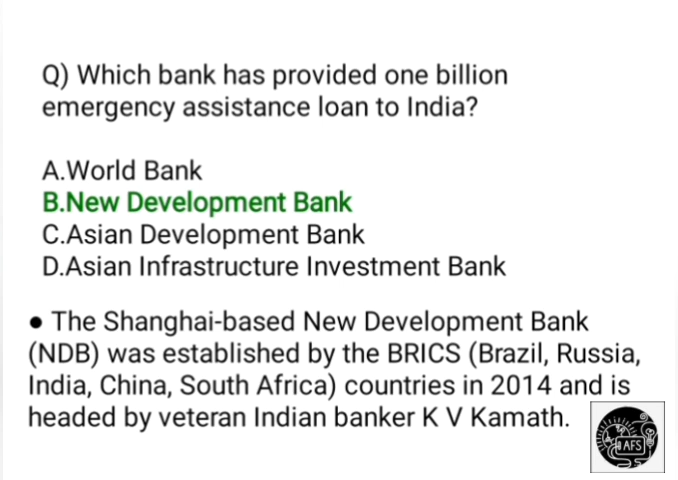 Q) Which bank has provided one billion
emergency assistance loan to India?
A.World Bank
B.New Development Bank
C.Asian Development Bank
D.Asian Infrastructure Investment Bank
● The Shanghai-based New Development Bank
(NDB) was established by the BRICS (Brazil, Russia,
India, China, South Africa) countries in 2014 and is
headed by veteran Indian banker K V Kamath.
AFS